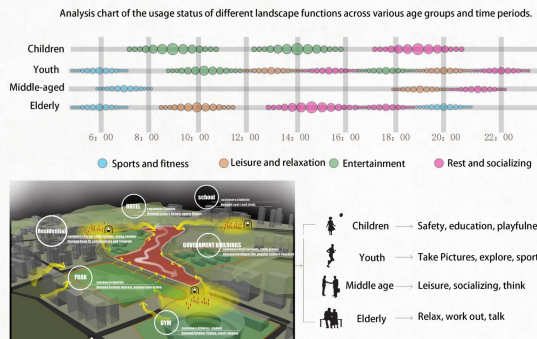 Analysis chart of the usage status of different landscape functions across various age groups and time periods.
Children
Youth
Middle-aged
Elderly
6：00 8：00 10：00 12：00 14：00 16：00 18：00 20：00 22：00
Sports and fitness Leisure and relaxation Entertainment Rest and socializing
HOTEL
school
Residential
GOVERNMENT BUILDINGS
PARK
GYM
Children Safety, education, playfulne
Youth Take Pictures, explore, sport
Middle age Leisure, socializing, think
Elderly Relax, work out, talk